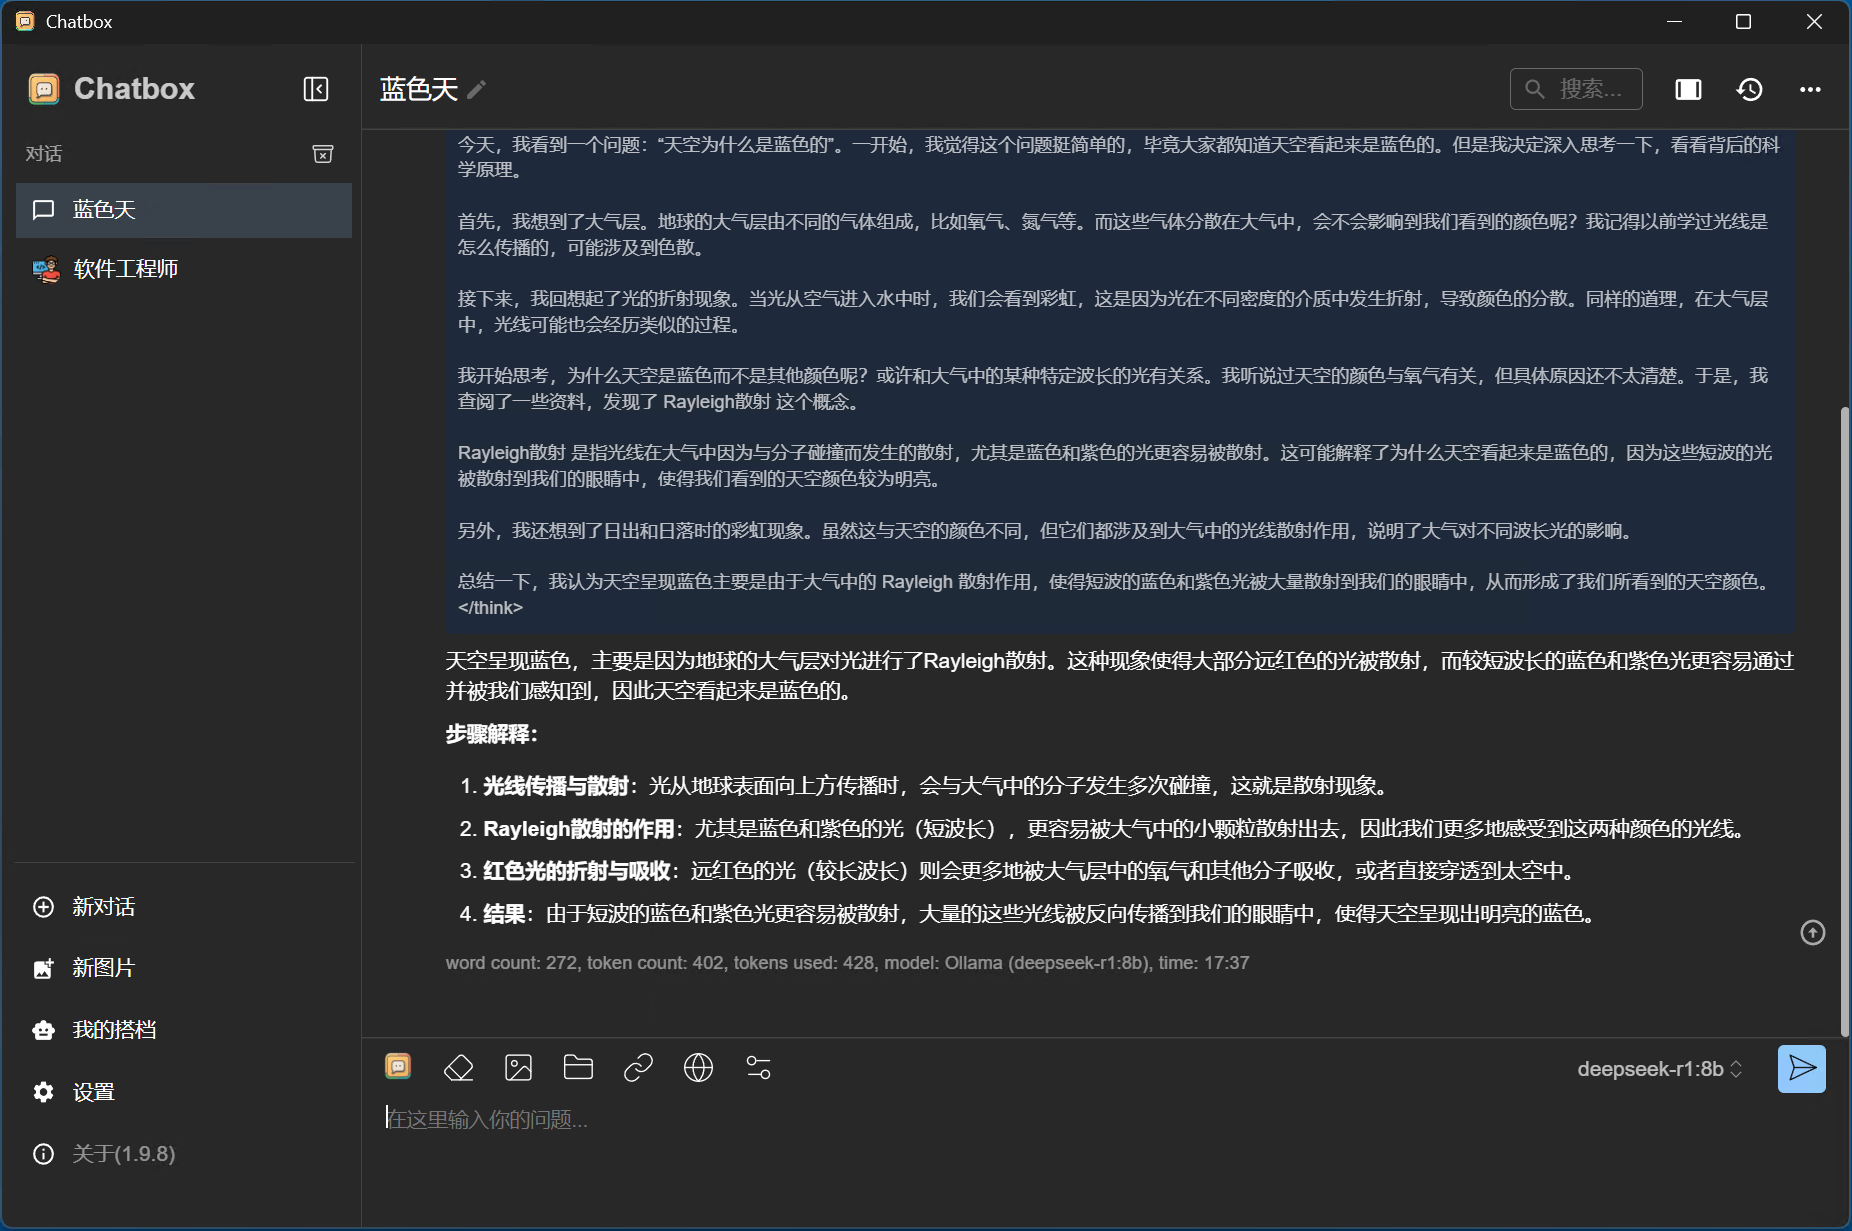 Chatbox
Chatbox
对话
蓝色天
软件工程师
新对话
新图片
我的搭档
设置
关于(1.9.8)
蓝色天
搜索...
今天，我看到一个问题：“天空为什么是蓝色的”。一开始，我觉得这个问题挺简单的，毕竟大家都知道天空看起来是蓝色的。但是我决定深入思考一下，看看背后的科
学原理。
首先，我想到了大气层。地球的大气层由不同的气体组成，比如氧气、氮气等。而这些气体分散在大气中，会不会影响到我们看到的颜色呢？我记得以前学过光线是
怎么传播的，可能涉及到色散。
接下来，我回想起了光的折射现象。当光从空气进入水中时，我们会看到彩虹，这是因为光在不同密度的介质中发生折射，导致颜色的分散。同样的道理，在大气层
中，光线可能也会经历类似的过程。
我开始思考，为什么天空是蓝色而不是其他颜色呢？或许和大气中的某种特定波长的光有关系。我听说过天空的颜色与氧气有关，但具体原因还不太清楚。于是，我
查阅了一些资料，发现了 Rayleigh散射 这个概念。
Rayleigh散射 是指光线在大气中因为与分子碰撞而发生的散射，尤其是蓝色和紫色的光更容易被散射。这可能解释了为什么天空看起来是蓝色的，因为这些短波的光
被散射到我们的眼睛中，使得我们看到的天空颜色较为明亮。
另外，我还想到了日出和日落时的彩虹现象。虽然这与天空的颜色不同，但它们都涉及到大气中的光线散射作用，说明了大气对不同波长光的影响。
总结一下，我认为天空呈现蓝色主要是由于大气中的 Rayleigh 散射作用，使得短波的蓝色和紫色光被大量散射到我们的眼睛中，从而形成了我们所看到的天空颜色。
</think>
天空呈现蓝色，主要是因为地球的大气层对光进行了Rayleigh散射。这种现象使得大部分远红色的光被散射，而较短波长的蓝色和紫色光更容易通过
并被我们感知到，因此天空看起来是蓝色的。
步骤解释：
1. 光线传播与散射：光从地球表面向上方传播时，会与大气中的分子发生多次碰撞，这就是散射现象。
2. Rayleigh散射的作用：尤其是蓝色和紫色的光（短波长），更容易被大气中的小颗粒散射出去，因此我们更多地感受到这两种颜色的光线。
3. 红色光的折射与吸收：远红色的光（较长波长）则会更多地被大气层中的氧气和其他分子吸收，或者直接穿透到太空中。
4. 结果：由于短波的蓝色和紫色光更容易被散射，大量的这些光线被反向传播到我们的眼睛中，使得天空呈现出明亮的蓝色。
word count: 272, token count: 402, tokens used: 428, model: Ollama (deepseek-r1:8b), time: 17:37
deepseek-r1:8b
在这里输入你的问题...